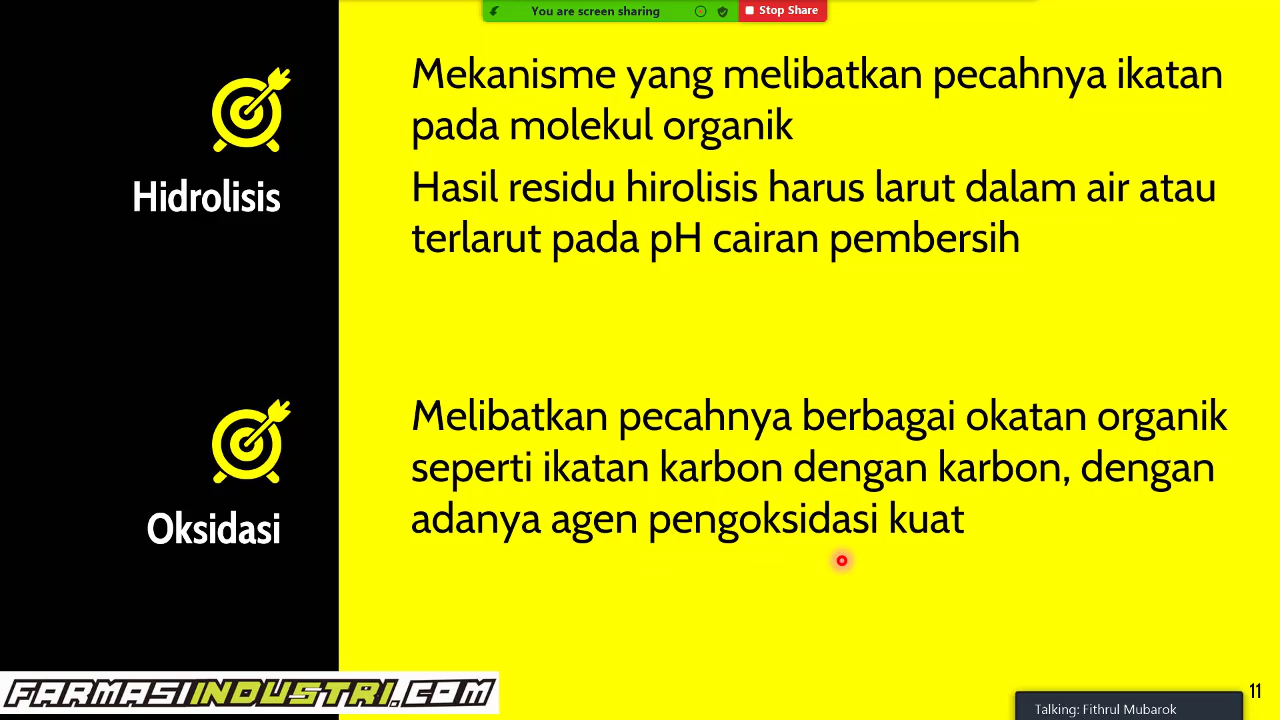 You are screen sharing
Stop Share
Mekanisme yang melibatkan pecahnya ikatan
pada molekul organik
Hidrolisis
Hasil residu hirolisis harus larut dalam air atau
terlarut pada pH cairan pembersih
Melibatkan pecahnya berbagai okatan organik
seperti ikatan karbon dengan karbon, dengan
adanya agen pengoksidasi kuat
Oksidasi
FARMASIINDUSTRI.COM
11
Talking: Fithrul Mubarok